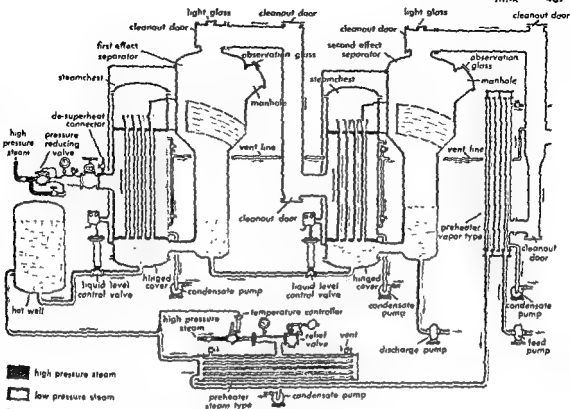 light glass
cleanout door
cleanout door
light glass
cleanout door
cleanout door
first effect
separator
observation
glass
second effect
separator
observation
glass
steamchest
steamchest
manhole
manhole
de-superheat
connector
high
pressure
steam
pressure
reducing
valve
vent line
vent line
cleanout door
preheater
vapor type
cleanout
door
hot well
liquid level
control valve
hinged
cover
condensate pump
liquid level
control valve
hinged
cover
condensate
pump
condensate
pump
discharge pump
feed
pump
high pressure
steam
temperature controller
relief
valve
vent
preheater
steam type
condensate pump
high pressure steam
low pressure steam